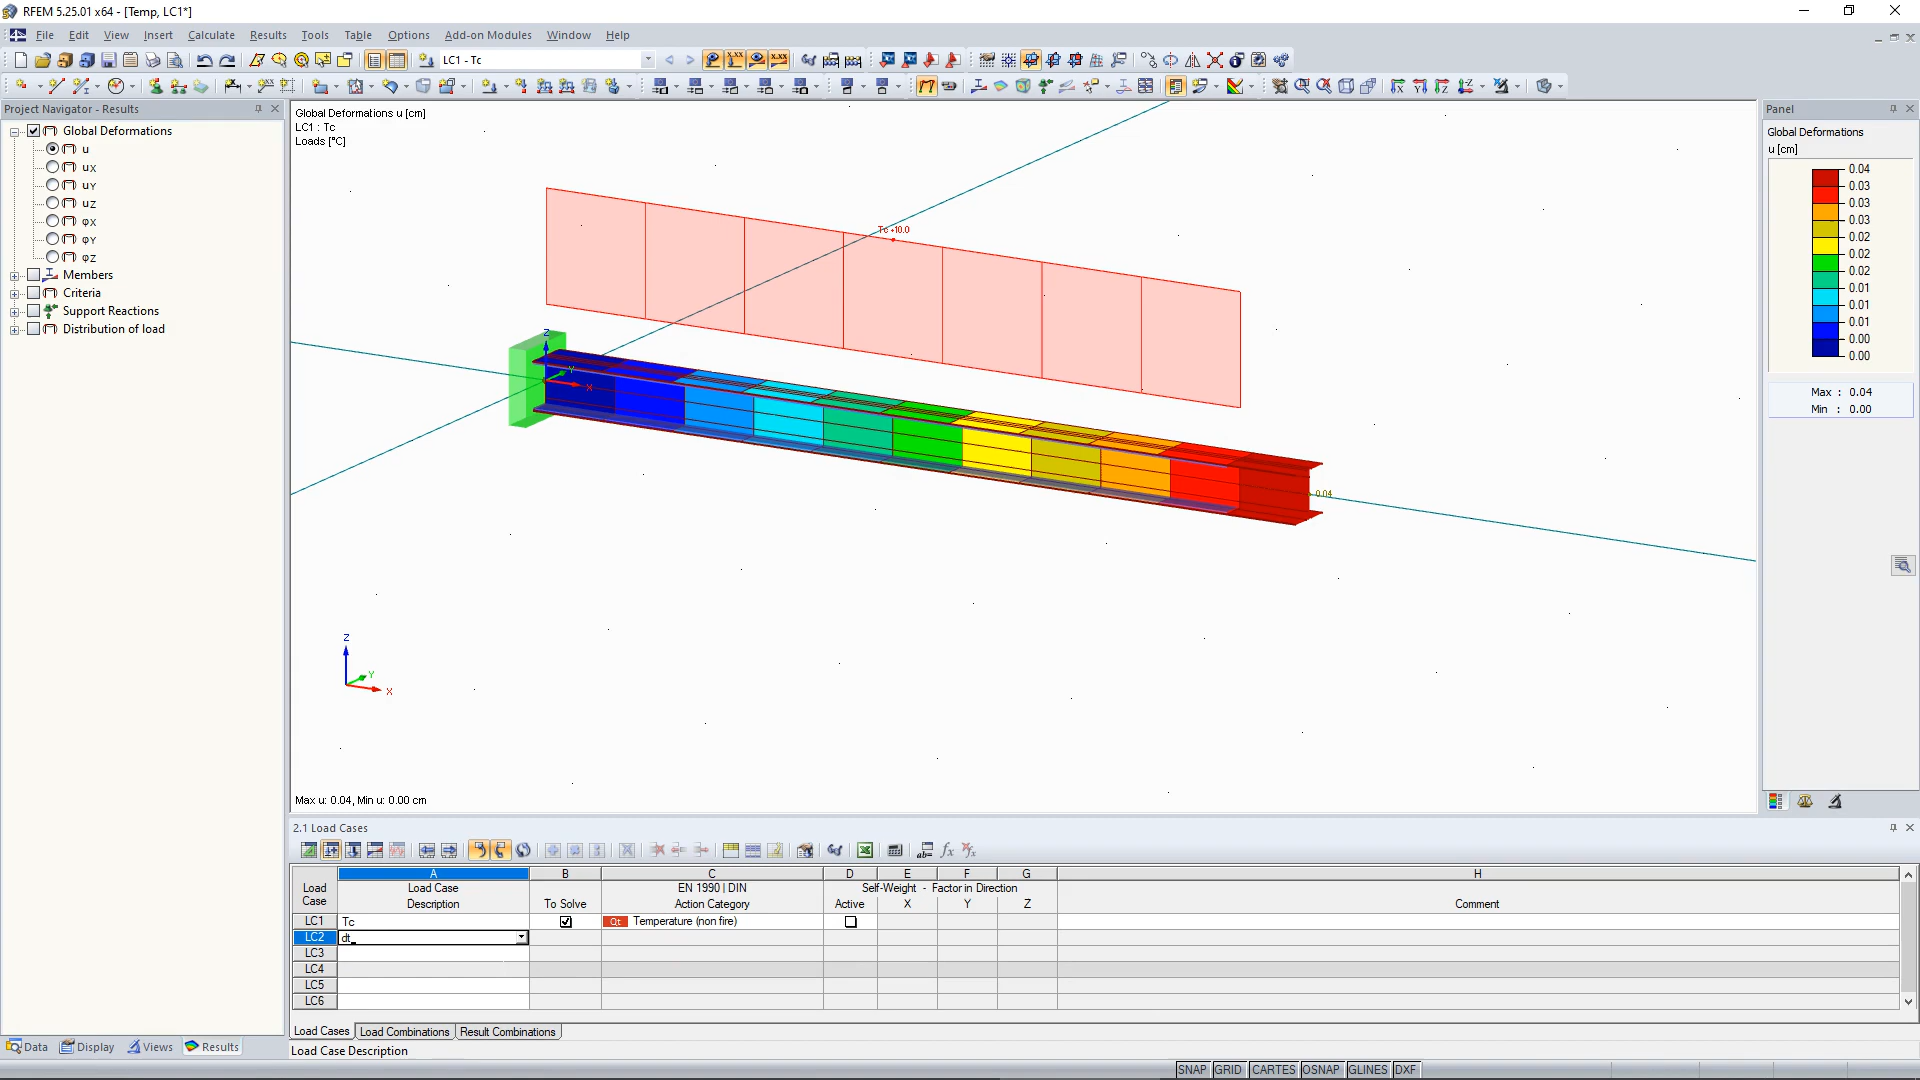 RFEM 5.25.01 x64 - [Temp, LC1*]
File Edit View Insert Calculate Results Tools Table Options Add-on Modules Window Help
LC1 - Tc
Project Navigator - Results
Global Deformations
u
uX
uY
uZ
φX
φY
φZ
Members
Criteria
Support Reactions
Distribution of load
Data Display Views Results
Global Deformations u [cm]
LC1 : Tc
Loads [°C]
Tc +10.0
Z
Y
X
0.04
Z
Y
X
Max u: 0.04, Min u: 0.00 cm
Panel
Global Deformations
u [cm]
0.04
0.03
0.03
0.03
0.02
0.02
0.02
0.01
0.01
0.01
0.00
0.00
Max : 0.04
Min : 0.00
2.1 Load Cases
A B C D E F G H
Load Case Load Case Description To Solve EN 1990 | DIN Action Category Self-Weight - Factor in Direction Active X Y Z Comment
LC1 Tc Qt Temperature (non fire)
LC2 dt
LC3
LC4
LC5
LC6
Load Cases Load Combinations Result Combinations
Load Case Description
SNAP GRID CARTES OSNAP GLINES DXF